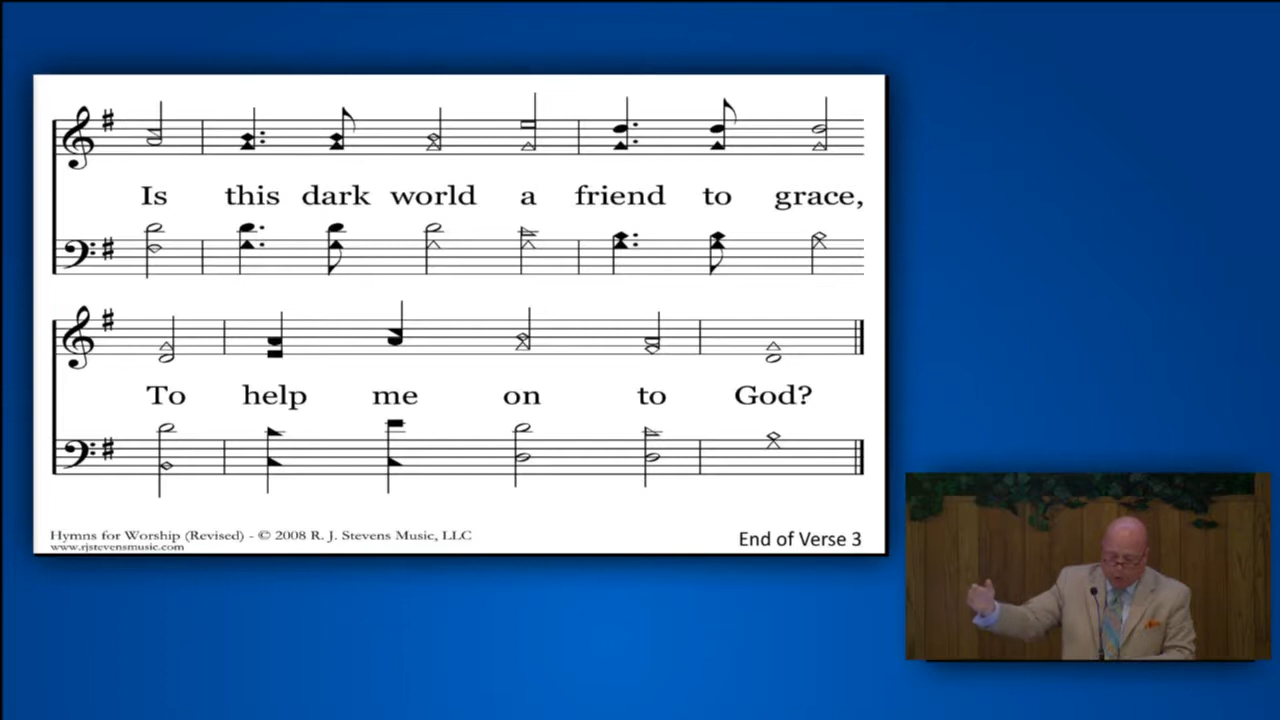 Is this dark world a friend to grace,
To help me on to God?
Hymns for Worship (Revised) - © 2008 R. J. Stevens Music, LLC
www.rjstevensmusic.com
End of Verse 3